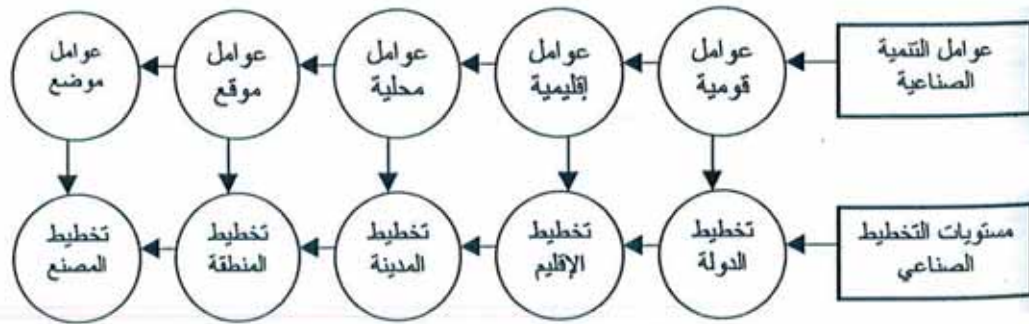 عوامل التنمية
الصناعية
عوامل
قومية
عوامل
إقليمية
عوامل
محلية
عوامل
موقع
عوامل
موضع
مستويات التخطيط
الصناعي
تخطيط
الدولة
تخطيط
الإقليم
تخطيط
المدينة
تخطيط
المنطقة
تخطيط
المصنع